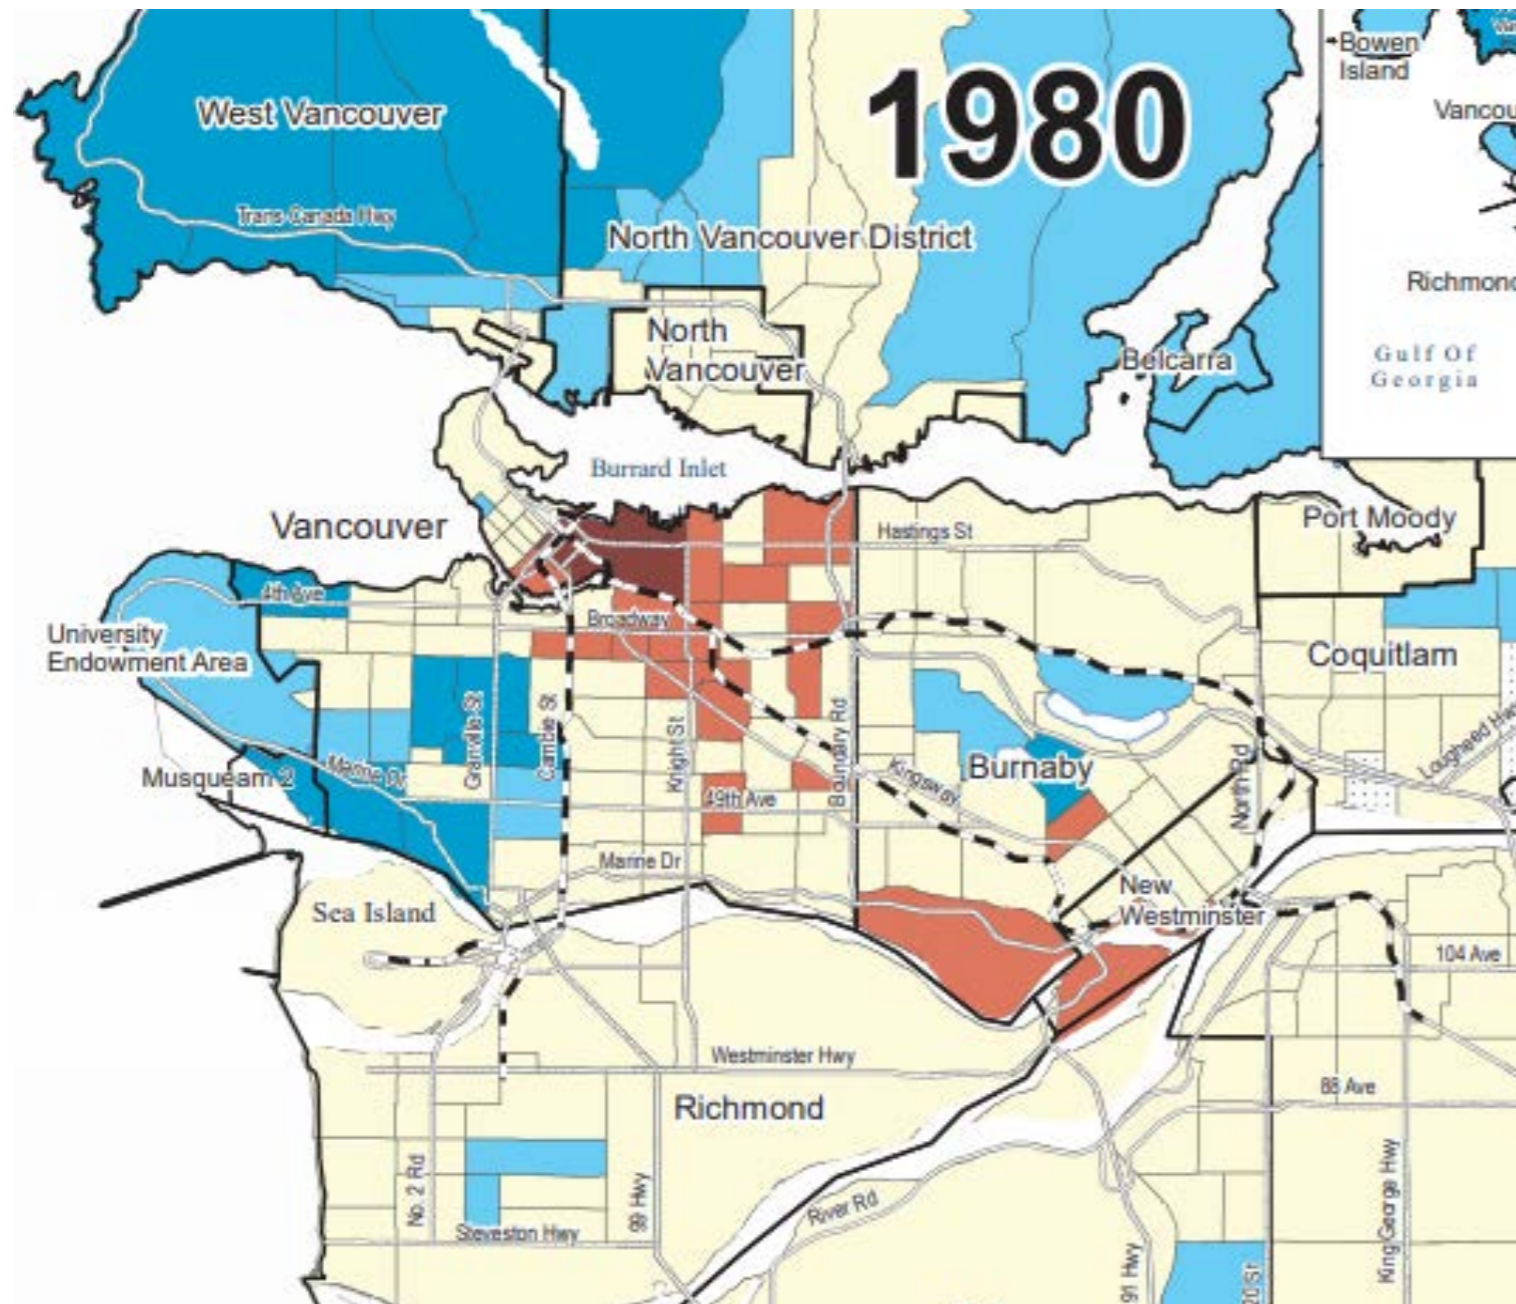 1980
Bowen
Island
West Vancouver
Trans Canada Hwy
North Vancouver District
Richmond
North
Vancouver
Gulf Of
Georgia
Belcarra
Burrard Inlet
Vancouver
Hastings St
Port Moody
4th Ave
Broadway
University
Endowment Area
Coquitlam
Granville St
Cambie St
Knight St
Boundary Rd
North Rd
Lougheed Hwy
Musqueam 2
Marine Dr
Kingsway
Burnaby
49th Ave
Marine Dr
New
Westminster
Sea Island
104 Ave
Westminster Hwy
88 Ave
Richmond
No. 2 Rd
99 Hwy
River Rd
Steveston Hwy
91 Hwy
20 St
King George Hwy